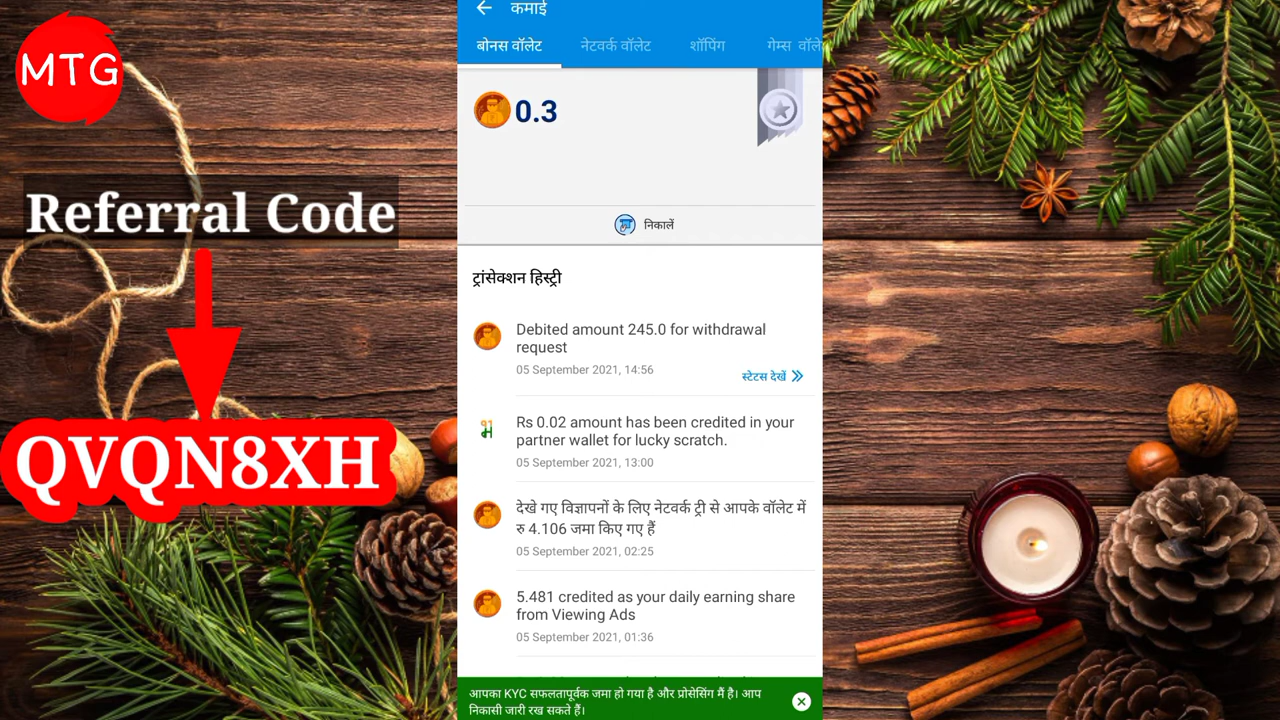 MTG
Referral Code
QVQN8XH
कमाई
बोनस वॉलेट नेटवर्क वॉलेट शॉपिंग गेम्स वॉले
0.3
निकालें
ट्रांसेक्शन हिस्ट्री
Debited amount 245.0 for withdrawal
request
05 September 2021, 14:56
स्टेटस देखें
Rs 0.02 amount has been credited in your
partner wallet for lucky scratch.
05 September 2021, 13:00
देखे गए विज्ञापनों के लिए नेटवर्क ट्री से आपके वॉलेट में
रु 4.106 जमा किए गए हैं
05 September 2021, 02:25
5.481 credited as your daily earning share
from Viewing Ads
05 September 2021, 01:36
आपका KYC सफलतापूर्वक जमा हो गया है और प्रोसेसिंग मैं है। आप
निकासी जारी रख सकते हैं।